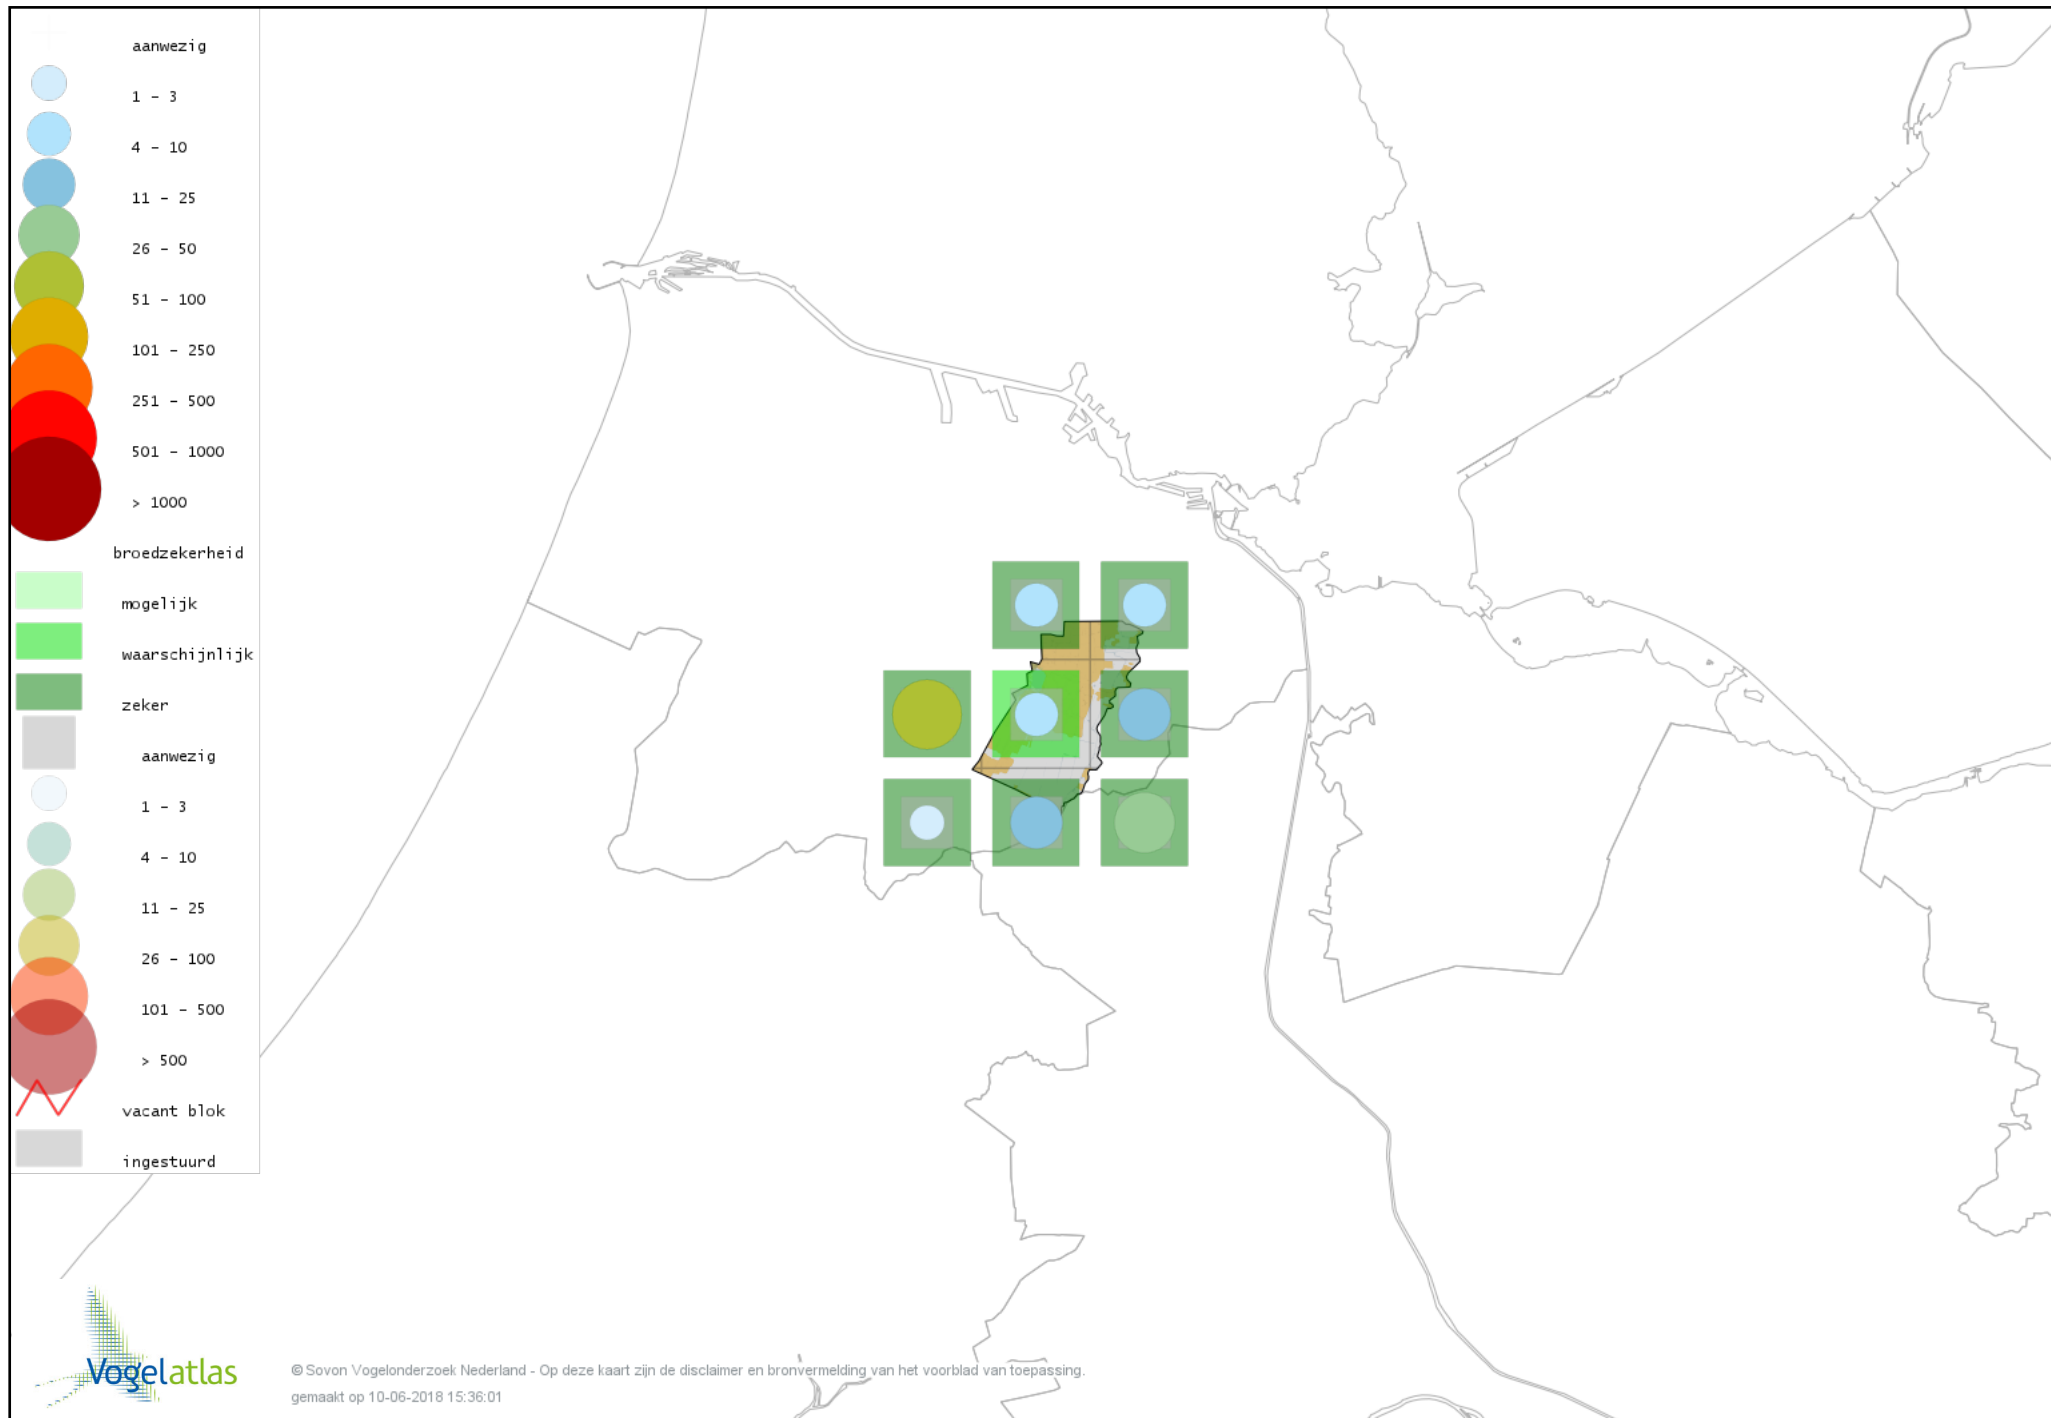 aanwezig
1 - 3
4 - 10
11 - 25
26 - 50
51 - 100
101 - 250
251 - 500
501 - 1000
> 1000
broedzekerheid
mogelijk
waarschijnlijk
zeker
aanwezig
1 - 3
4 - 10
11 - 25
26 - 100
101 - 500
> 500
vacant blok
ingestuurd
Vogelatlas
© Sovon Vogelonderzoek Nederland - Op deze kaart zijn de disclaimer en bronvermelding van het voorblad van toepassing.
gemaakt op 10-06-2018 15:36:01